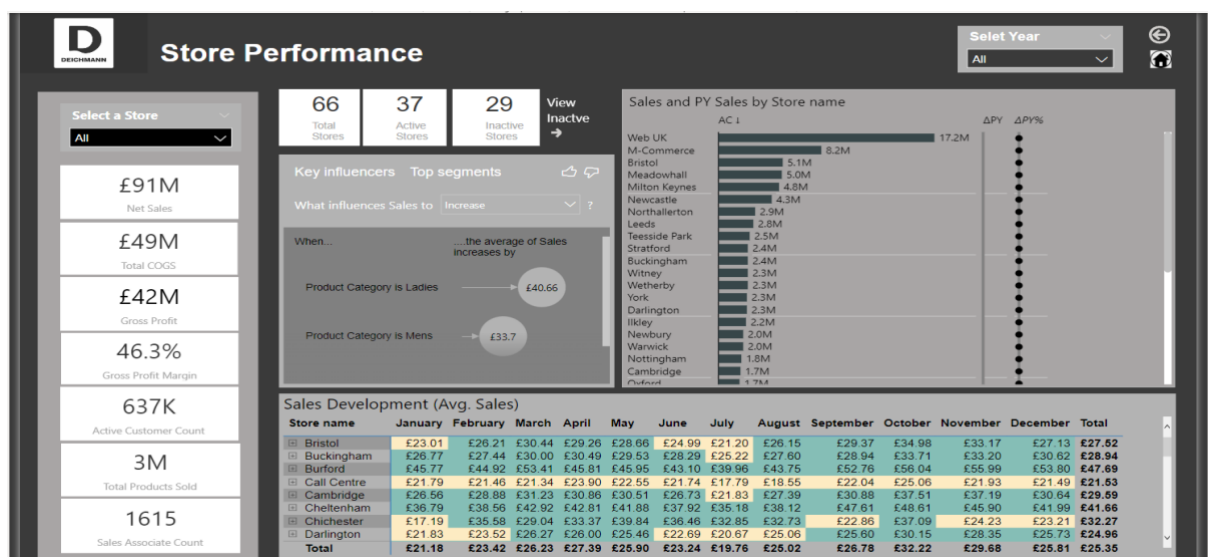 D
DEICHMANN
Store Performance
Selet Year
All
Select a Store
All
£91M
Net Sales
£49M
Total COGS
£42M
Gross Profit
46.3%
Gross Profit Margin
637K
Active Customer Count
3M
Total Products Sold
1615
Sales Associate Count
66
Total
Stores
37
Active
Stores
29
Inactive
Stores
View
Inactve
Key influencers Top segments
What influences Sales to Increase ?
When... ....the average of Sales
increases by
Product Category is Ladies £40.66
Product Category is Mens £33.7
Sales and PY Sales by Store name
AC ↓ ΔPY ΔPY%
Web UK 17.2M
M-Commerce 8.2M
Bristol 5.1M
Meadowhall 5.0M
Milton Keynes 4.8M
Newcastle 4.3M
Northallerton 2.9M
Leeds 2.8M
Teesside Park 2.5M
Stratford 2.4M
Buckingham 2.4M
Witney 2.3M
Wetherby 2.3M
York 2.3M
Darlington 2.3M
Ilkley 2.2M
Newbury 2.0M
Warwick 2.0M
Nottingham 1.8M
Cambridge 1.7M
Oxford 1.7M
Sales Development (Avg. Sales)
Store name January February March April May June July August September October November December Total
Bristol £23.01 £26.21 £30.44 £29.26 £28.66 £24.99 £21.20 £26.15 £29.37 £34.98 £33.17 £27.13 £27.52
Buckingham £26.77 £27.44 £30.00 £30.49 £29.53 £28.29 £25.22 £27.60 £28.94 £33.71 £33.20 £30.62 £28.94
Burford £45.77 £44.92 £53.41 £45.81 £45.95 £43.10 £39.96 £43.75 £52.76 £56.04 £55.99 £53.80 £47.69
Call Centre £21.79 £21.46 £21.34 £23.90 £22.55 £21.74 £17.79 £18.55 £22.04 £25.06 £21.93 £21.49 £21.53
Cambridge £26.56 £28.88 £31.23 £30.86 £30.51 £26.73 £21.83 £27.39 £30.88 £37.51 £37.19 £30.64 £29.59
Cheltenham £36.79 £38.56 £42.92 £42.81 £41.88 £37.92 £35.18 £38.12 £47.61 £48.61 £45.90 £41.99 £41.66
Chichester £17.19 £35.58 £29.04 £33.37 £39.84 £36.46 £32.85 £32.73 £22.86 £37.09 £24.23 £23.21 £32.27
Darlington £21.83 £23.52 £26.27 £26.00 £25.46 £22.69 £20.67 £25.06 £25.60 £30.15 £28.35 £25.73 £24.96
Total £21.18 £23.42 £26.23 £27.39 £25.90 £23.24 £19.76 £25.02 £26.78 £32.22 £29.68 £25.81 £25.35